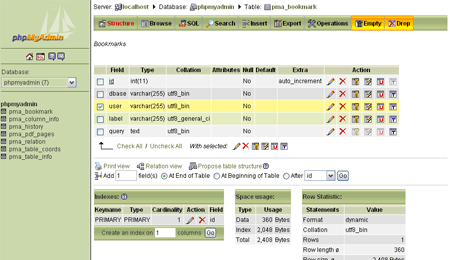 Server: localhost ▸ Database: phpmyadmin ▸ Table: pma_bookmark
Structure Browse SQL Search Insert Export Operations Empty Drop
phpMyAdmin
Bookmarks
Database:
phpmyadmin (7)
phpmyadmin
pma_bookmark
pma_column_info
pma_history
pma_pdf_pages
pma_relation
pma_table_coords
pma_table_info
Field Type Collation Attributes Null Default Extra Action
id int(11) No auto_increment
dbase varchar(255) utf8_bin No
user varchar(255) utf8_bin No
label varchar(255) utf8_general_ci No
query text utf8_bin No
Check All / Uncheck All With selected:
Print view Relation view Propose table structure
Add 1 field(s) At End of Table At Beginning of Table After id Go
Indexes:
Keyname Type Cardinality Action Field
PRIMARY PRIMARY 1 id
Create an index on 1 columns Go
Space usage:
Type Usage
Data 360 Bytes
Index 2,048 Bytes
Total 2,408 Bytes
Row Statistic:
Statements Value
Format dynamic
Collation utf8_bin
Rows 1
Row length ø 360
Row size ø 2,408 Bytes